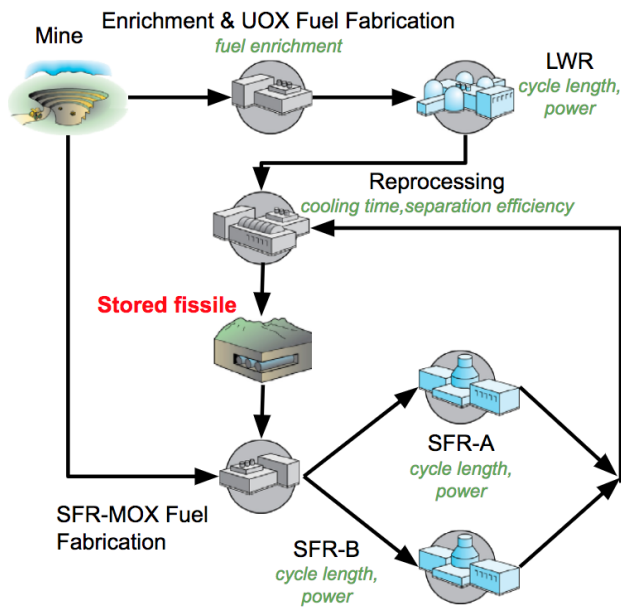 Enrichment & UOX Fuel Fabrication
fuel enrichment
Mine
LWR
cycle length,
power
Reprocessing
cooling time,separation efficiency
Stored fissile
SFR-A
cycle length,
power
SFR-MOX Fuel
Fabrication
SFR-B
cycle length,
power